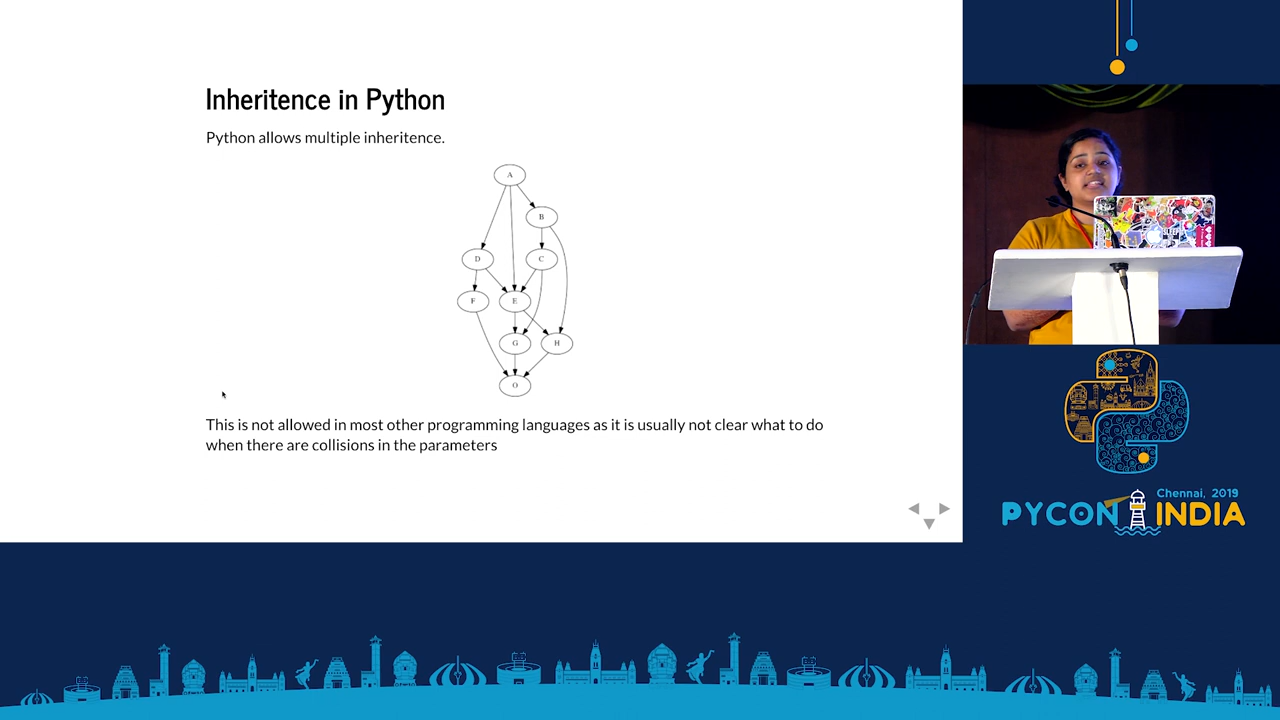 Inheritence in Python
Python allows multiple inheritence.
A
B
D
C
F
E
G
H
O
This is not allowed in most other programming languages as it is usually not clear what to do
when there are collisions in the parameters
Chennai, 2019
PYCON INDIA